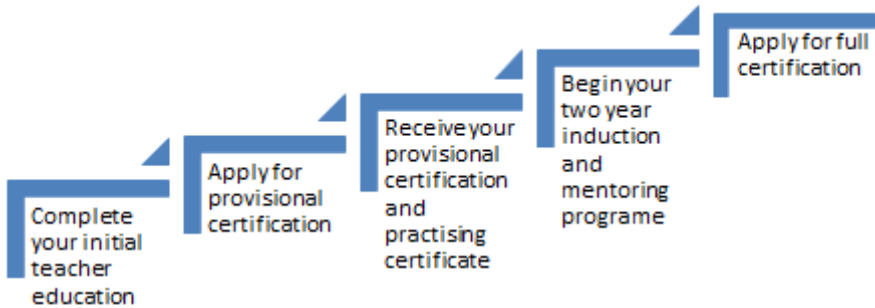 Complete
your initial
teacher
education
Apply for
provisional
certification
Receive your
provisional
certification
and
practising
certificate
Begin your
two year
induction
and
mentoring
programe
Apply for full
certification